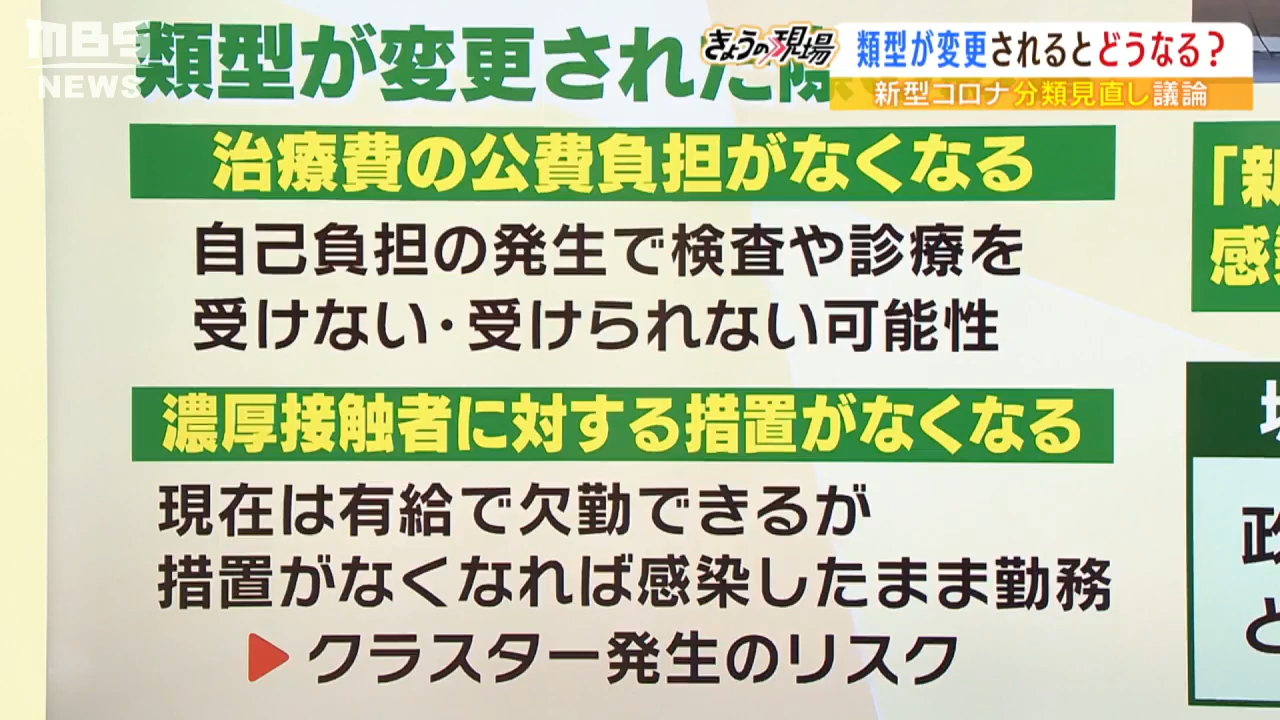 MBS
NEWS
きょうの現場
類型が変更されるとどうなる？
新型コロナ分類見直し議論
類型が変更された際
治療費の公費負担がなくなる
自己負担の発生で検査や診療を
受けない・受けられない可能性
濃厚接触者に対する措置がなくなる
現在は有給で欠勤できるが
措置がなくなれば感染したまま勤務
クラスター発生のリスク
「新
感
政
と